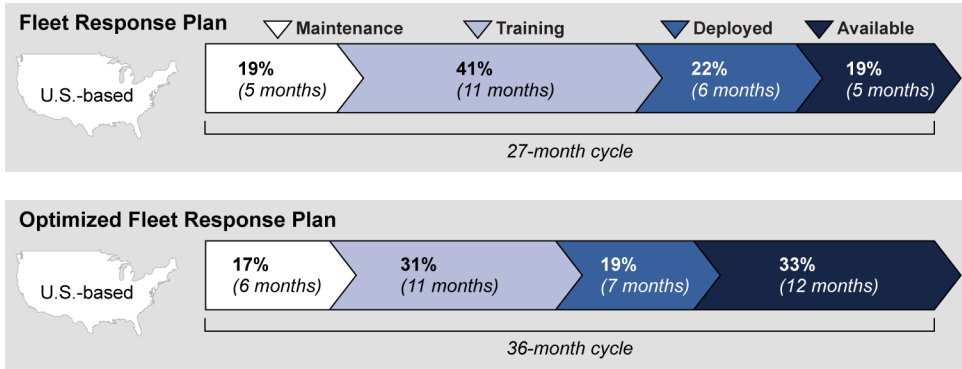 Fleet Response Plan
Maintenance
Training
Deployed
Available
U.S.-based
19%
(5 months)
41%
(11 months)
22%
(6 months)
19%
(5 months)
27-month cycle
Optimized Fleet Response Plan
U.S.-based
17%
(6 months)
31%
(11 months)
19%
(7 months)
33%
(12 months)
36-month cycle